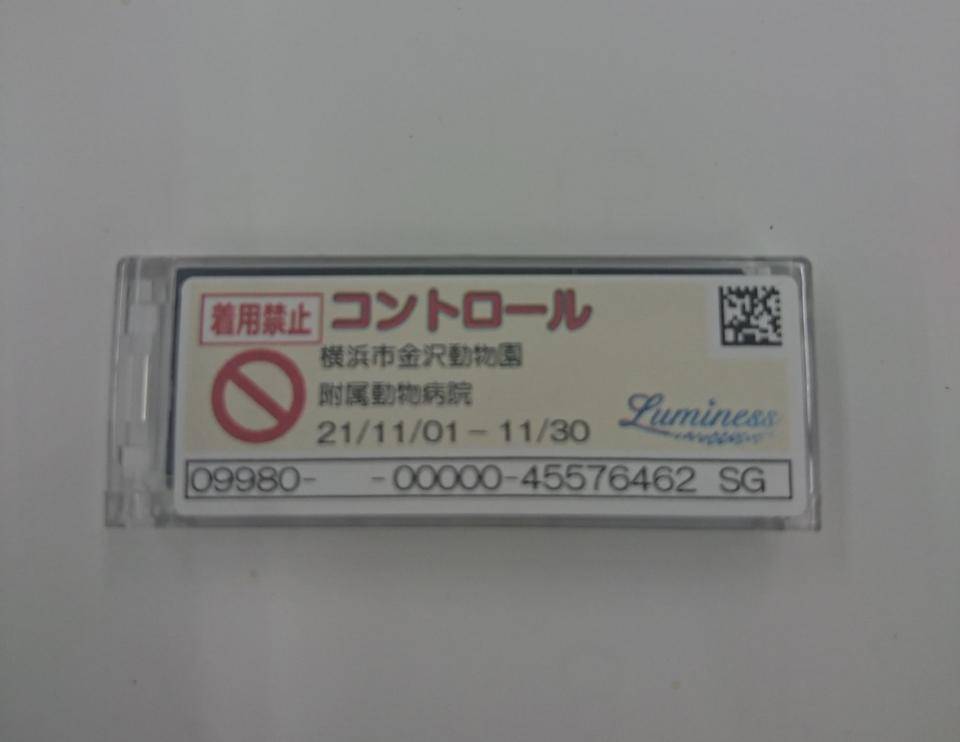 着用禁止 コントロール
横浜市金沢動物園
附属動物病院
21/11/01 - 11/30
Luminess
09980-   -00000-45576462 SG